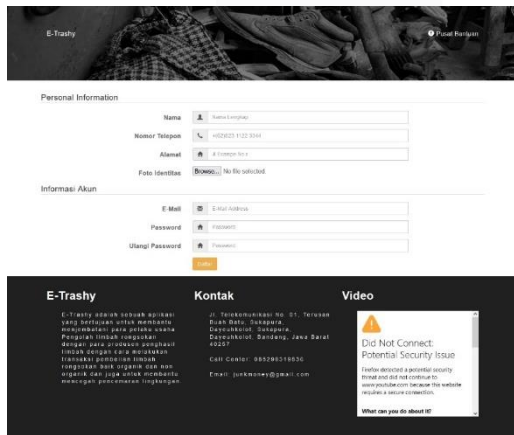 E-Trashy
Pusat Bantuan
Personal Information
Nama
Nama Lengkap
Nomor Telepon
Alamat
Foto Identitas Browse... No file selected.
Informasi Akun
E-Mail
E-Mail Address
Password
Password
Ulangi Password
Password
Daftar
E-Trashy
E-Trashy adalah sebuah aplikasi
yang bertujuan untuk membantu
menjembatani para pelaku usaha
Pengolah limbah rongsokan
dengan para produsen penghasil
limbah dengan cara melakukan
transaksi pembelian limbah
rongsokan baik organik dan non
organik dan juga untuk membantu
mencegah pencemaran lingkungan.
Kontak
Jl. Telekomunikasi No. 01, Terusan
Buah Batu, Sukapura,
Dayeuhkolot, Sukapura,
Dayeuhkolot, Bandung, Jawa Barat
40257
Call Center:
Email: junkmoney@gmail.com
Video
Did Not Connect:
Potential Security Issue
Firefox detected a potential security
threat and did not continue to
www.youtube.com because this website
requires a secure connection.
What can you do about it?